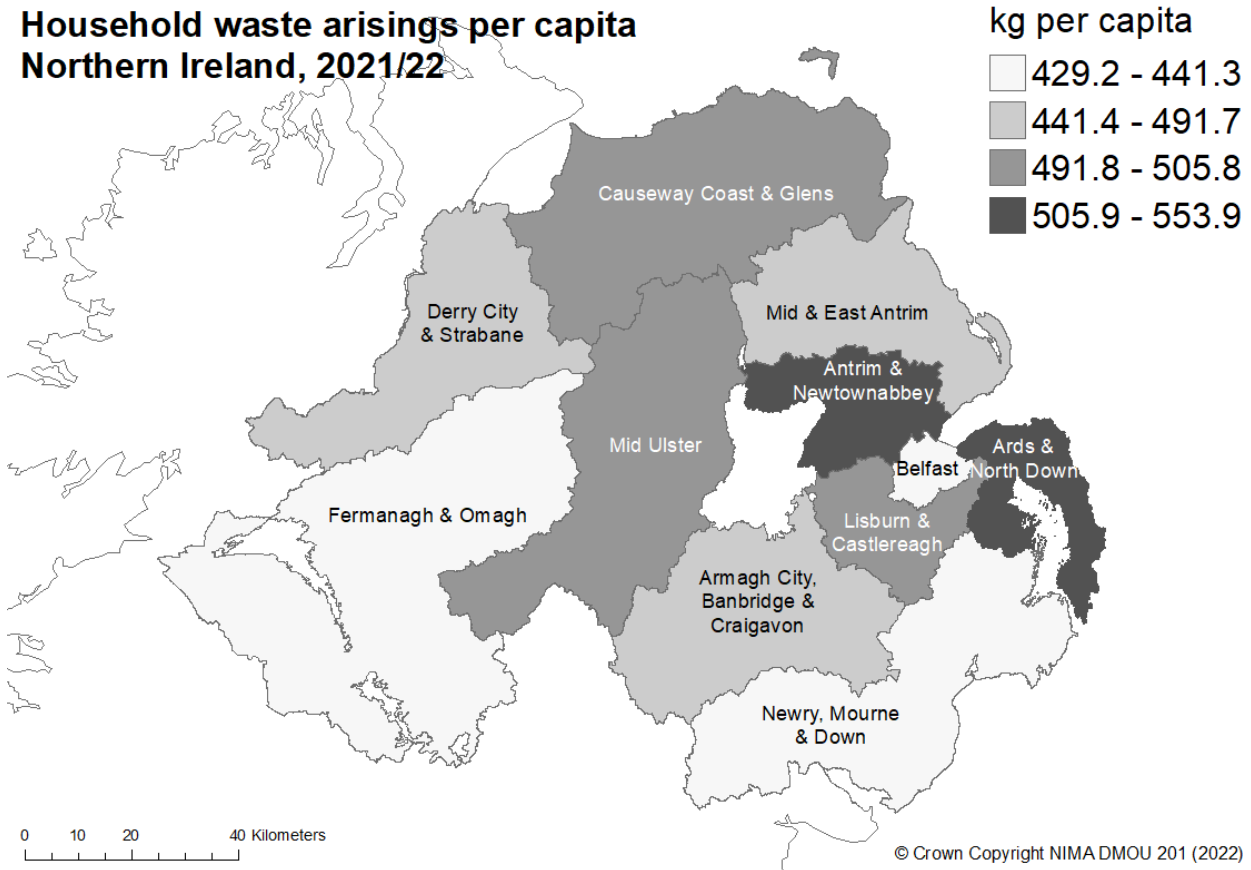 Household waste arisings per capita
Northern Ireland, 2021/22
kg per capita
429.2 - 441.3
441.4 - 491.7
491.8 - 505.8
505.9 - 553.9
Causeway Coast & Glens
Derry City
& Strabane
Mid & East Antrim
Antrim &
Newtownabbey
Mid Ulster
Belfast
Ards &
North Down
Fermanagh & Omagh
Lisburn &
Castlereagh
Armagh City,
Banbridge &
Craigavon
Newry, Mourne
& Down
0 10 20 40 Kilometers
© Crown Copyright NIMA DMOU 201 (2022)